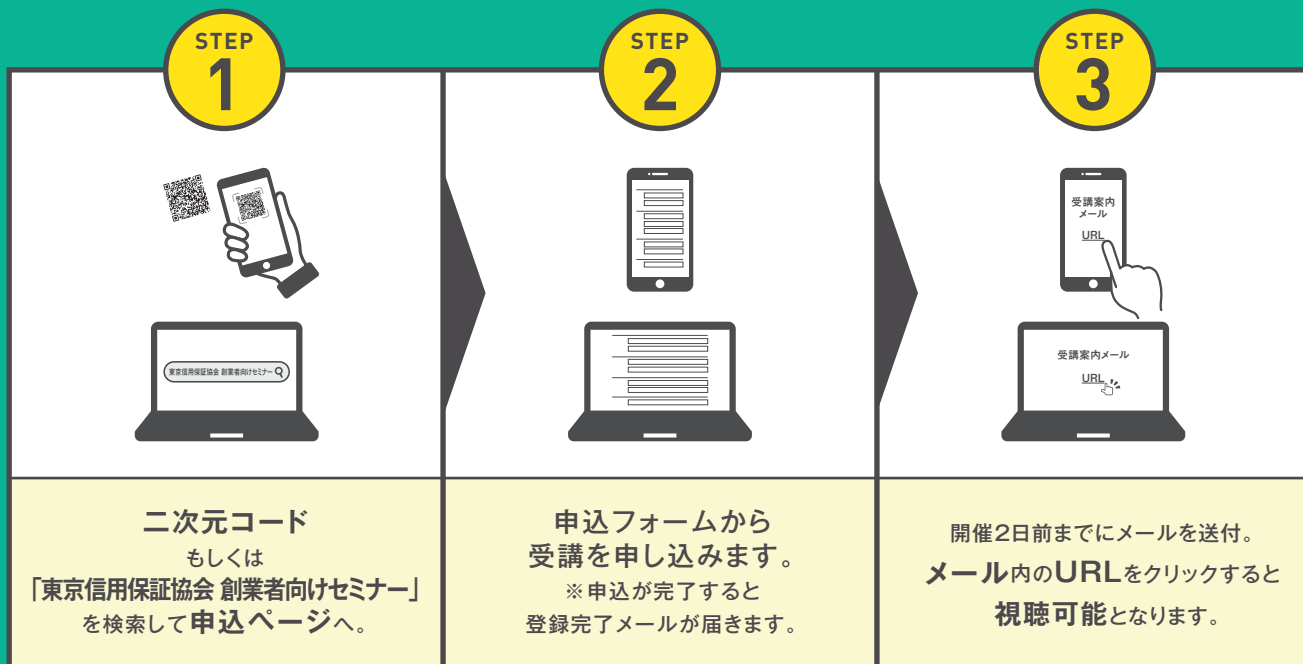 STEP
1
東京信用保証協会 創業者向けセミナー
二次元コード
もしくは
「東京信用保証協会 創業者向けセミナー」
を検索して申込ページへ。
STEP
2
申込フォームから
受講を申し込みます。
※申込が完了すると
登録完了メールが届きます。
STEP
3
受講案内
メール
URL
受講案内メール
URL
開催2日前までにメールを送付。
メール内のURLをクリックすると
視聴可能となります。